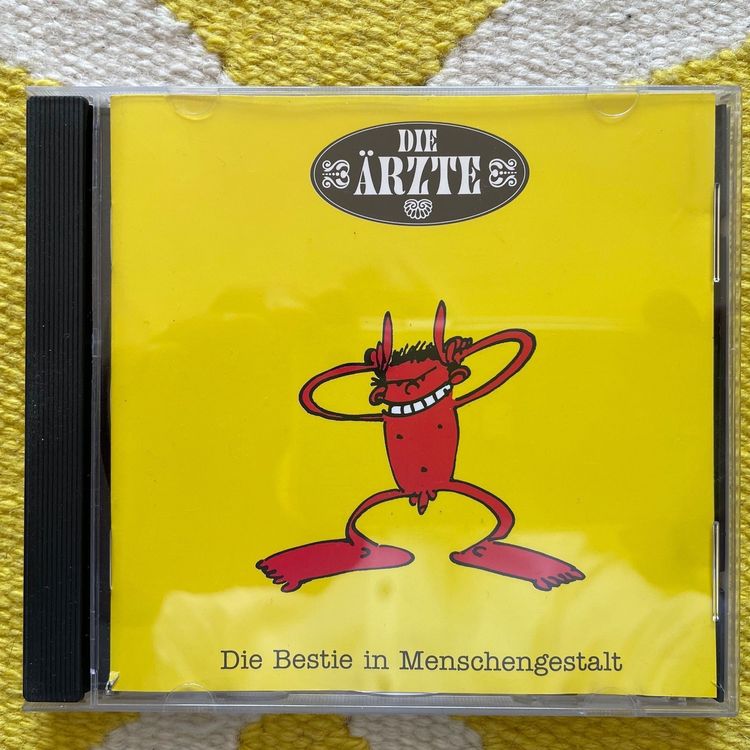 DIE
ÄRZTE
Die Bestie in Menschengestalt